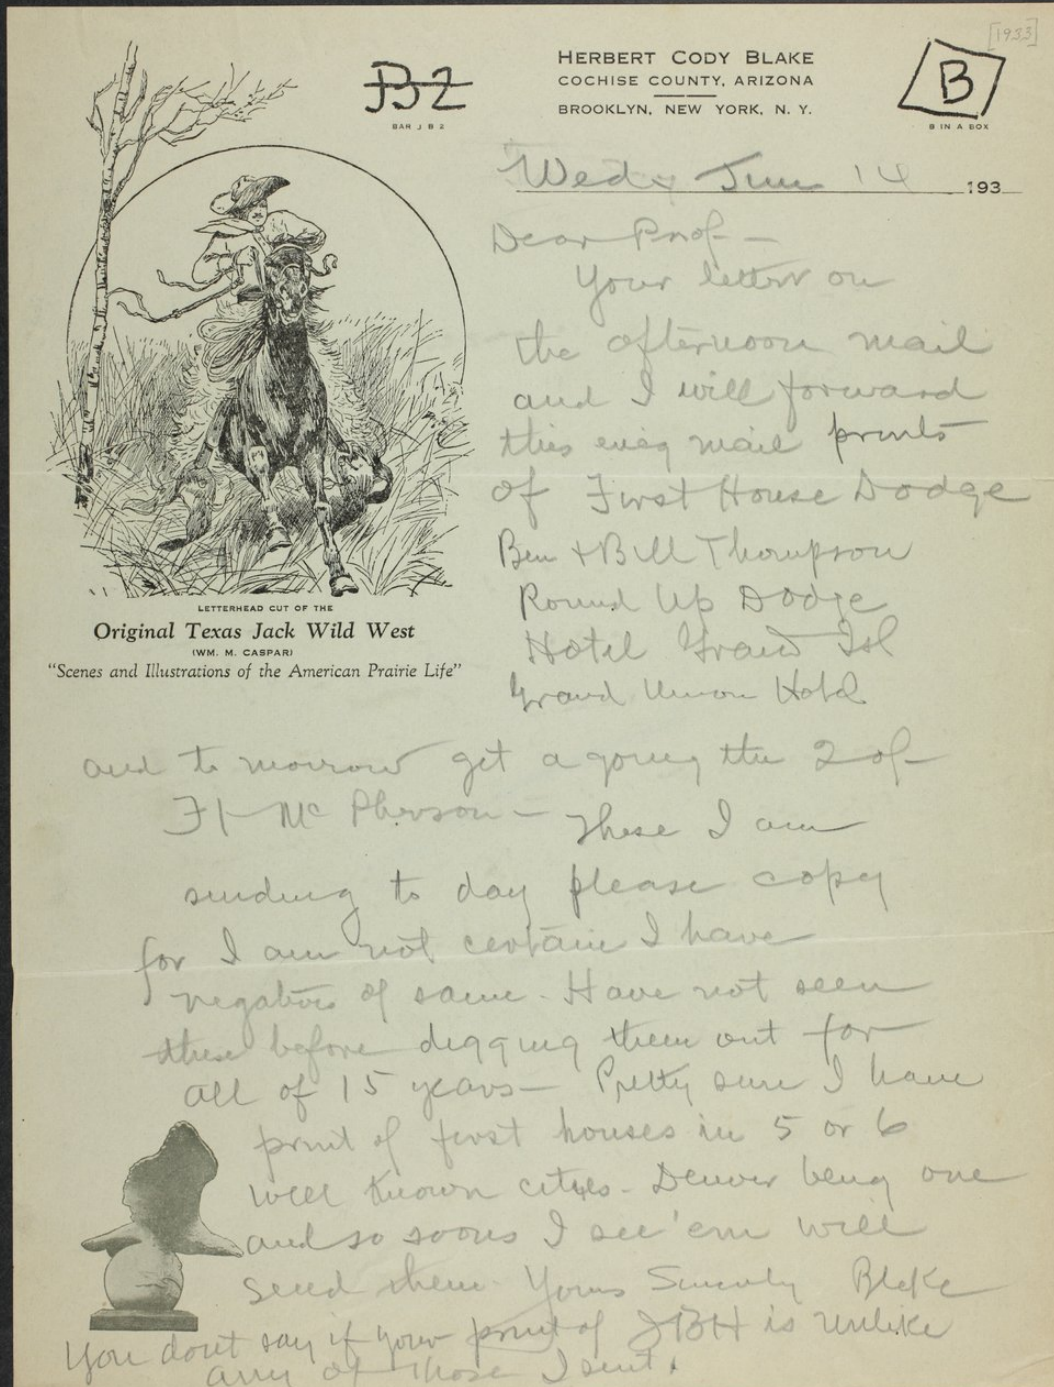 [1933]
JB2
BAR J B 2
HERBERT CODY BLAKE
COCHISE COUNTY, ARIZONA
BROOKLYN, NEW YORK, N. Y.
B
B IN A BOX
Wedy June 14 193
Dear Prof—
Your letter on
the afternoon mail
and I will forward
this eve'g mail prints
of First House Dodge
Ben & Bill Thompson
Round Up Dodge
Hotel Grand Isl
Grand Union Hotel
LETTERHEAD CUT OF THE
Original Texas Jack Wild West
(WM. M. CASPAR)
"Scenes and Illustrations of the American Prairie Life"
and to morrow get a going the 2 of
Ft Mc Pherson — These I am
sending to day please copy
for I am not certain I have
negatives of same. Have not seen
these before digging them out for
all of 15 years — Pretty sure I have
print of first houses in 5 or 6
well known cities. Denver being one
and so soons I see 'em will
send them. Yours Sincerely Blake
You dont say if your print of JBH is unlike
any of those I sent.